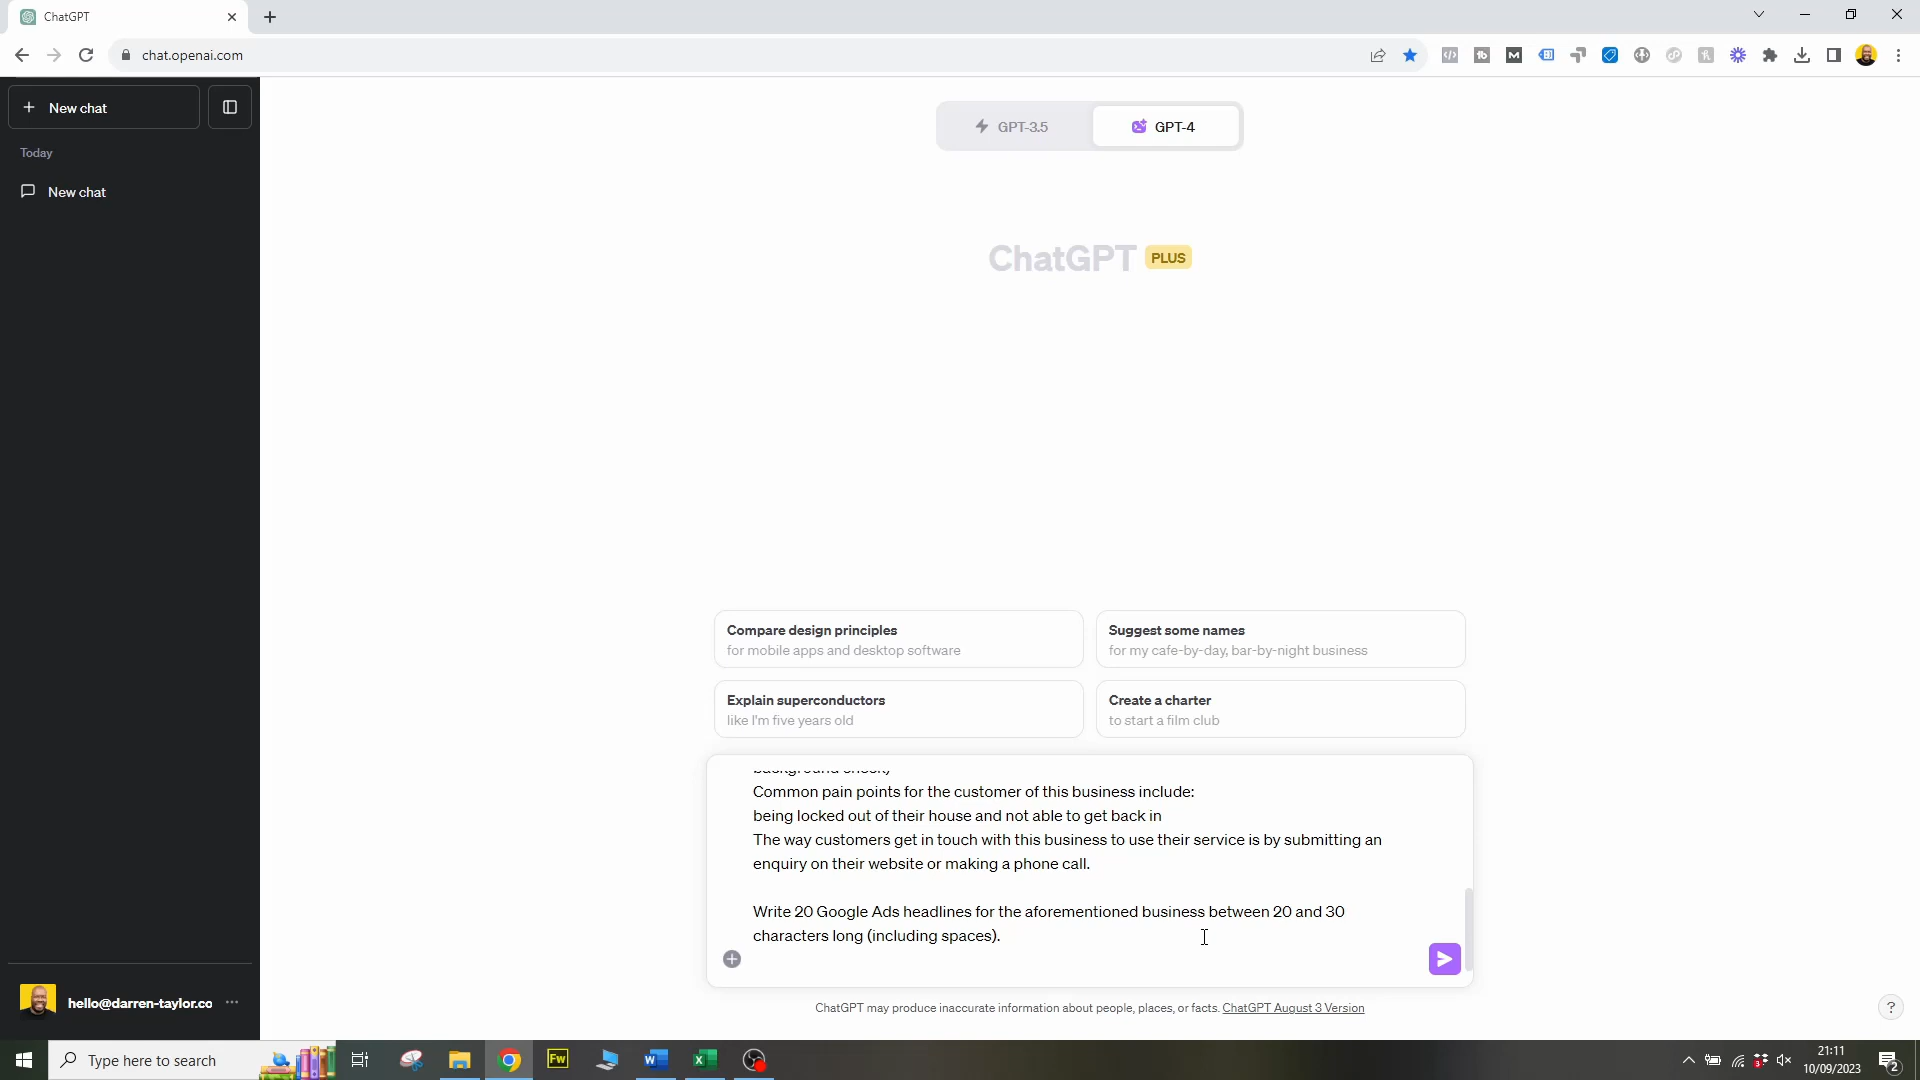 ChatGPT
chat.openai.com
New chat
GPT-3.5
GPT-4
Today
New chat
ChatGPT PLUS
Compare design principles
for mobile apps and desktop software
Suggest some names
for my cafe-by-day, bar-by-night business
Explain superconductors
like I'm five years old
Create a charter
to start a film club
background check)
Common pain points for the customer of this business include:
being locked out of their house and not able to get back in
The way customers get in touch with this business to use their service is by submitting an
enquiry on their website or making a phone call.
Write 20 Google Ads headlines for the aforementioned business between 20 and 30
characters long (including spaces).
hello@darren-taylor.co
ChatGPT may produce inaccurate information about people, places, or facts. ChatGPT August 3 Version
?
Type here to search
Fw
21:11
10/09/2023
2